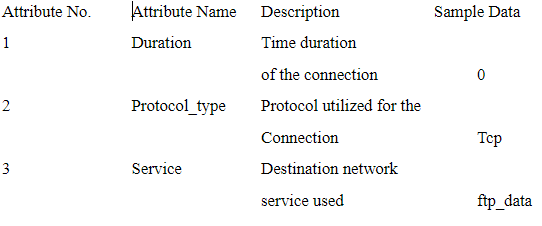 Attribute No. Attribute Name Description Sample Data
1 Duration Time duration
of the connection 0
2 Protocol_type Protocol utilized for the
Connection Tcp
3 Service Destination network
service used ftp_data